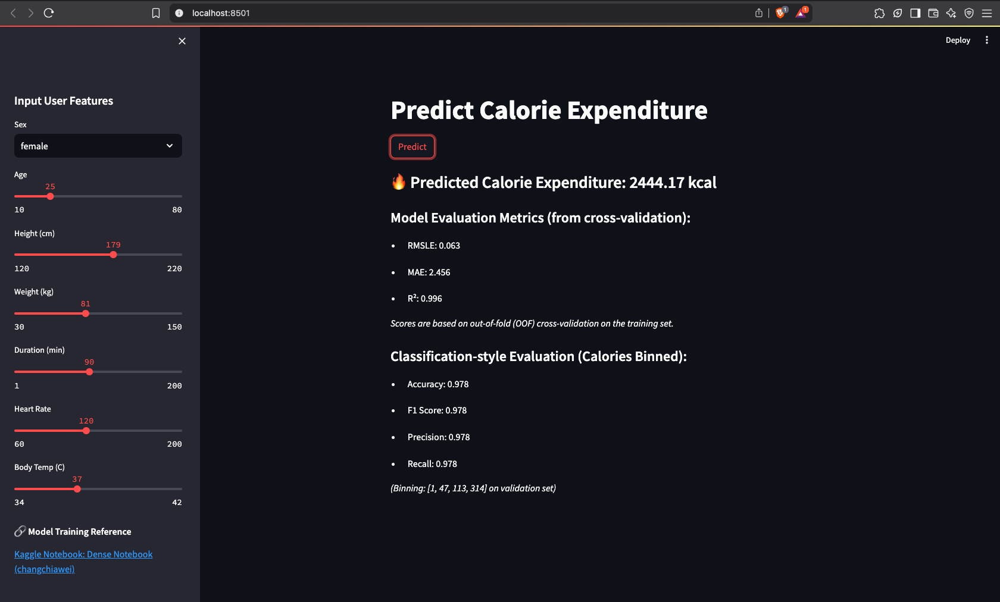 localhost:8501
1
1
Deploy
Input User Features
Sex
female
Age
25
10 80
Height (cm)
179
120 220
Weight (kg)
81
30 150
Duration (min)
90
1 200
Heart Rate
120
60 200
Body Temp (C)
37
34 42
🔗 Model Training Reference
Kaggle Notebook: Dense Notebook
(changchiawei)
Predict Calorie Expenditure
Predict
🔥 Predicted Calorie Expenditure: 2444.17 kcal
Model Evaluation Metrics (from cross-validation):
• RMSLE: 0.063
• MAE: 2.456
• R²: 0.996
Scores are based on out-of-fold (OOF) cross-validation on the training set.
Classification-style Evaluation (Calories Binned):
• Accuracy: 0.978
• F1 Score: 0.978
• Precision: 0.978
• Recall: 0.978
(Binning: [1, 47, 113, 314] on validation set)